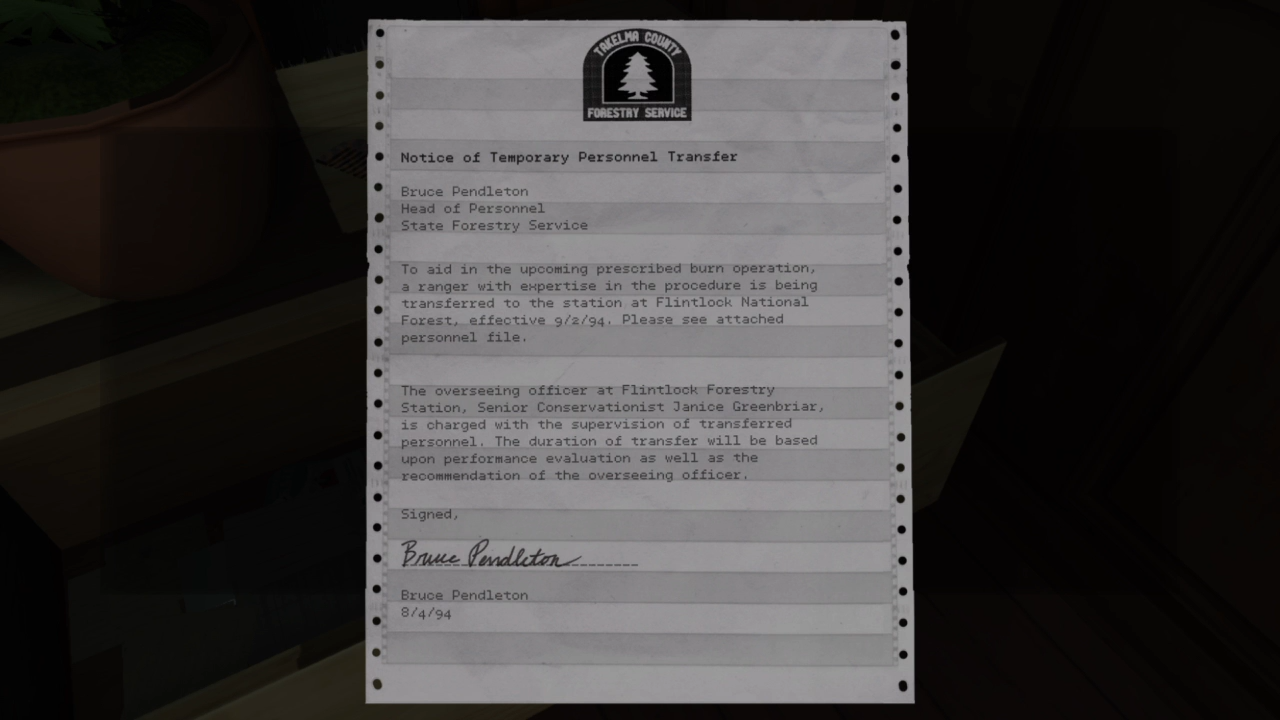 TAKELMA COUNTY
FORESTRY SERVICE
Notice of Temporary Personnel Transfer
Bruce Pendleton
Head of Personnel
State Forestry Service
To aid in the upcoming prescribed burn operation,
a ranger with expertise in the procedure is being
transferred to the station at Flintlock National
Forest, effective 9/2/94. Please see attached
personnel file.
The overseeing officer at Flintlock Forestry
Station, Senior Conservationist Janice Greenbriar,
is charged with the supervision of transferred
personnel. The duration of transfer will be based
upon performance evaluation as well as the
recommendation of the overseeing officer.
Signed,
Bruce Pendleton
Bruce Pendleton
8/4/94